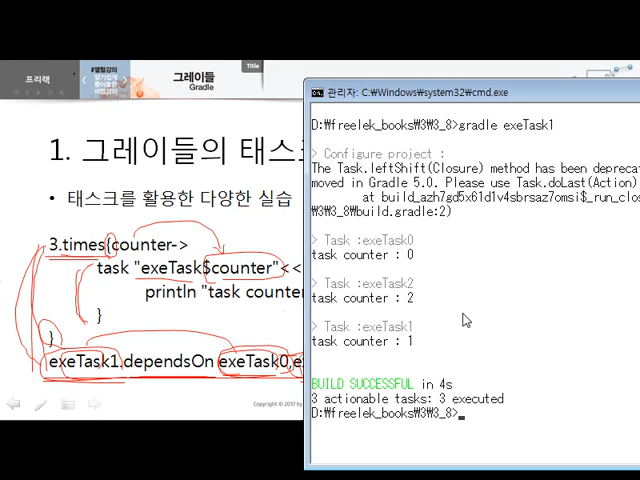 프리렉
#열혈강의
Title
그레이들
Gradle
1. 그레이들의 태스
• 태스크를 활용한 다양한 실습
3.times{counter->
task "exeTask$counter"<<
println "task counter
}
}
exeTask1.dependsOn exeTask0,e
Copyright © 2017 by
관리자: C:\Windows\system32\cmd.exe
D:\freelek_books\3\3_8>gradle exeTask1
> Configure project :
The Task.leftShift(Closure) method has been depreca
moved in Gradle 5.0. Please use Task.doLast(Action)
at build_azh7gd5x61d1v4sbrsaz7omsi$_run_clo
\3\3_8\build.gradle:2)
> Task :exeTask0
task counter : 0
> Task :exeTask2
task counter : 2
> Task :exeTask1
task counter : 1
BUILD SUCCESSFUL in 4s
3 actionable tasks: 3 executed
D:\freelek_books\3\3_8>